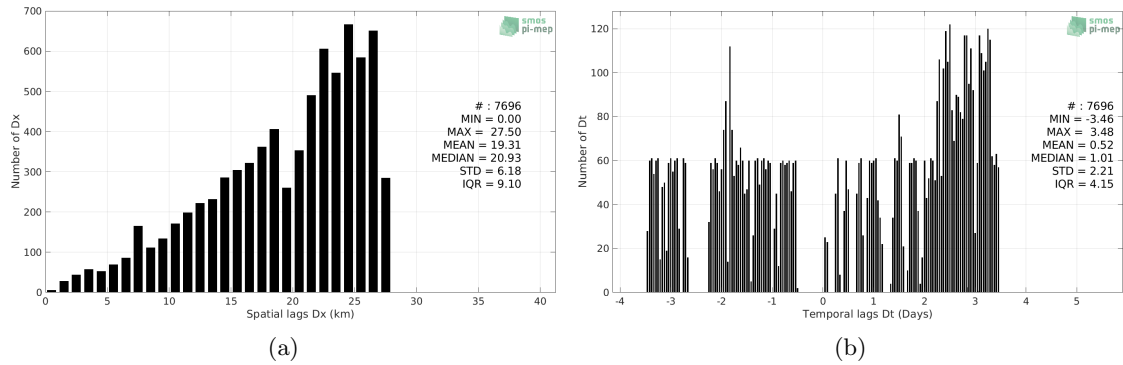 700
600
500
400
300
200
100
0
Number of Dx
0 5 10 15 20 25 30 35 40
Spatial lags Dx (km)
smos
pi-mep
# : 7696
MIN = 0.00
MAX = 27.50
MEAN = 19.31
MEDIAN = 20.93
STD = 6.18
IQR = 9.10
(a)
120
100
80
60
40
20
0
Number of Dt
-4 -3 -2 -1 0 1 2 3 4 5
Temporal lags Dt (Days)
smos
pi-mep
# : 7696
MIN = -3.46
MAX = 3.48
MEAN = 0.52
MEDIAN = 1.01
STD = 2.21
IQR = 4.15
(b)